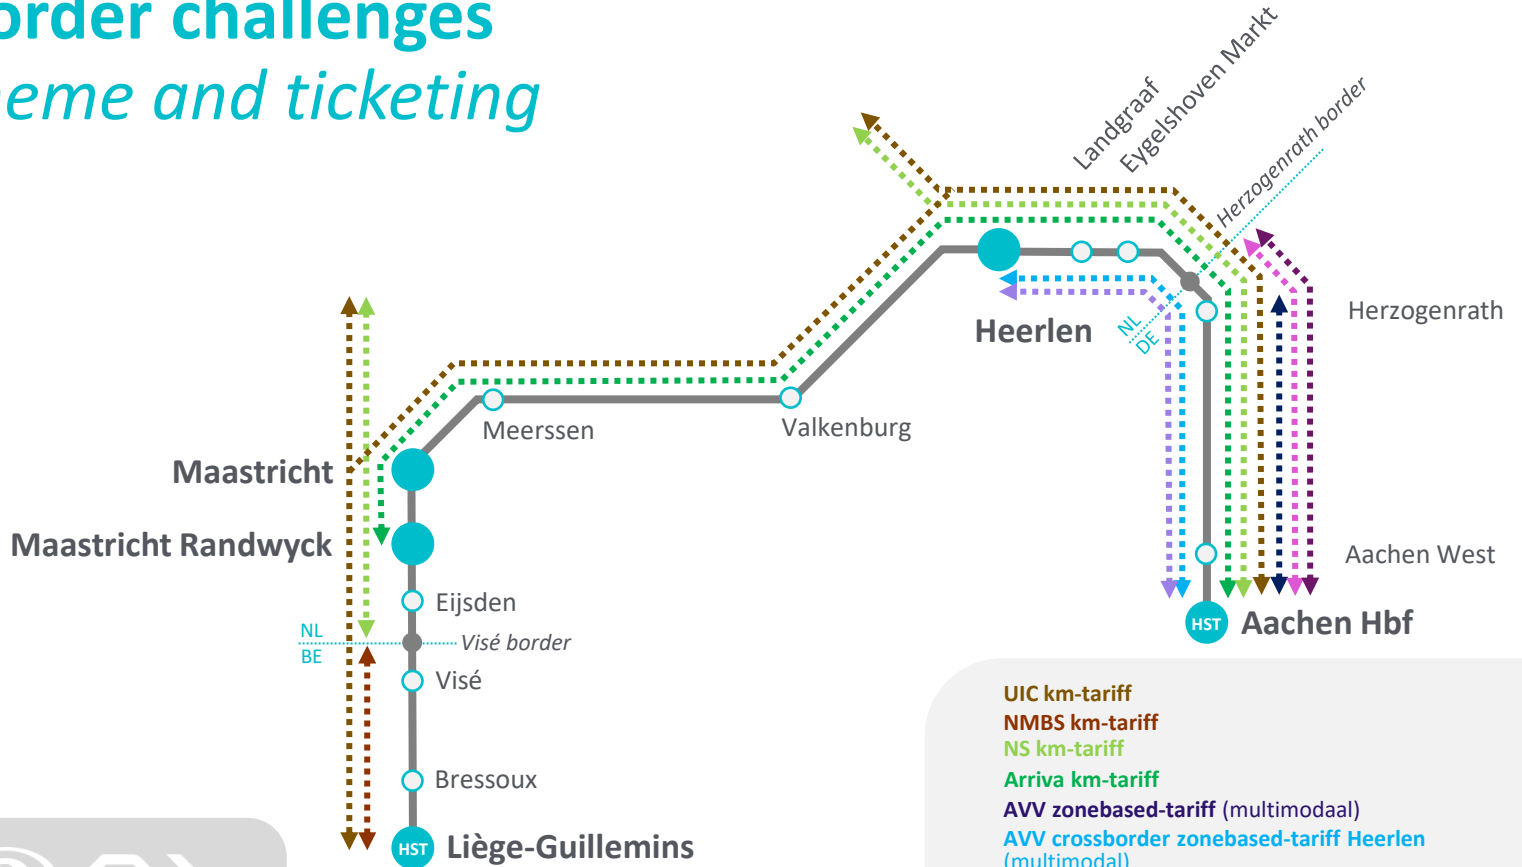 order challenges
eme and ticketing
Landgraaf
Eygelshoven Markt
Herzogenrath border
Herzogenrath
Heerlen
NL
DE
Meerssen
Valkenburg
Maastricht
Maastricht Randwyck
Aachen West
Eijsden
HST
Aachen Hbf
NL
BE
Visé border
Visé
Bressoux
HST
Liège-Guillemins
UIC km-tariff
NMBS km-tariff
NS km-tariff
Arriva km-tariff
AVV zonebased-tariff (multimodaal)
AVV crossborder zonebased-tariff Heerlen
(multimodal)